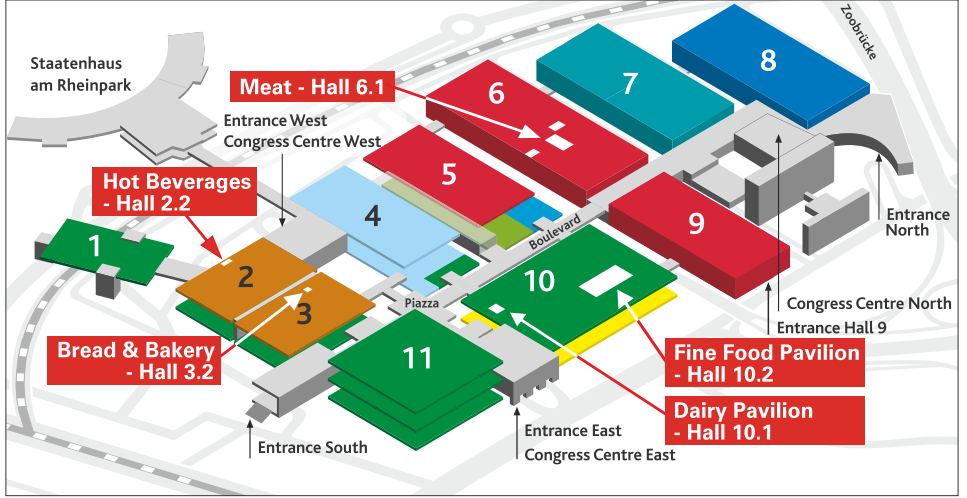 Zoobrücke
Staatenhaus
am Rheinpark
8
7
6
Meat - Hall 6.1
Entrance West
Congress Centre West
5
Hot Beverages
- Hall 2.2
4
9
Boulevard
Entrance
North
1
2
3
10
Piazza
Congress Centre North
Entrance Hall 9
Bread & Bakery
- Hall 3.2
11
Fine Food Pavilion
- Hall 10.2
Dairy Pavilion
- Hall 10.1
Entrance South
Entrance East
Congress Centre East